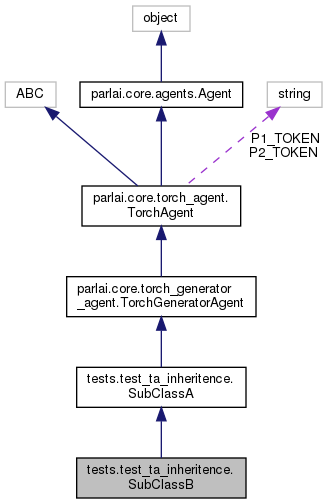 object
ABC
parlai.core.agents.Agent
string
P1_TOKEN
P2_TOKEN
parlai.core.torch_agent.
TorchAgent
parlai.core.torch_generator
_agent.TorchGeneratorAgent
tests.test_ta_inheritence.
SubClassA
tests.test_ta_inheritence.
SubClassB